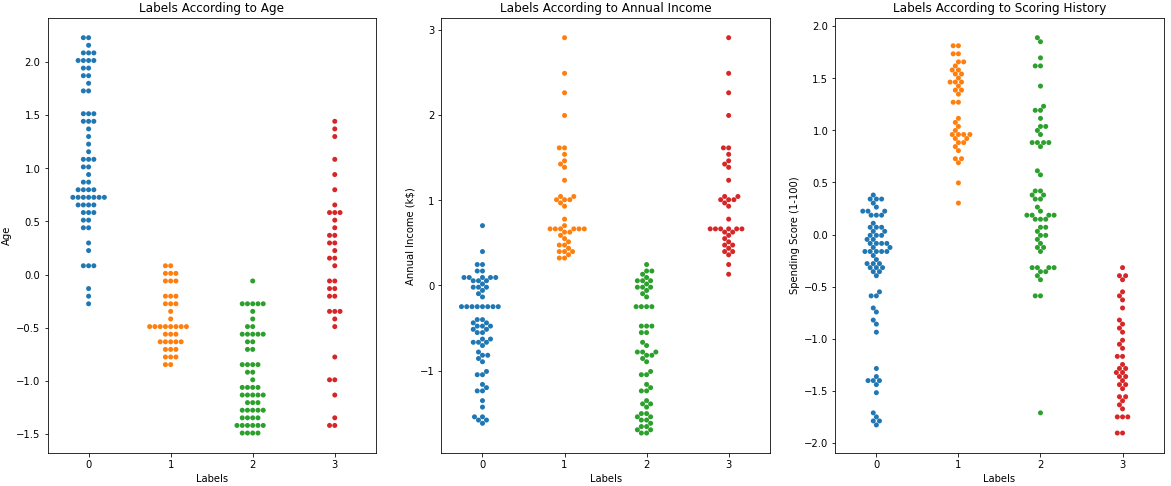 Labels According to Age
Labels According to Annual Income
Labels According to Scoring History
Age
2.0
1.5
1.0
0.5
0.0
−0.5
−1.0
−1.5
0 1 2 3
Labels
Annual Income (k$)
3
2
1
0
−1
0 1 2 3
Labels
Spending Score (1-100)
2.0
1.5
1.0
0.5
0.0
−0.5
−1.0
−1.5
−2.0
0 1 2 3
Labels